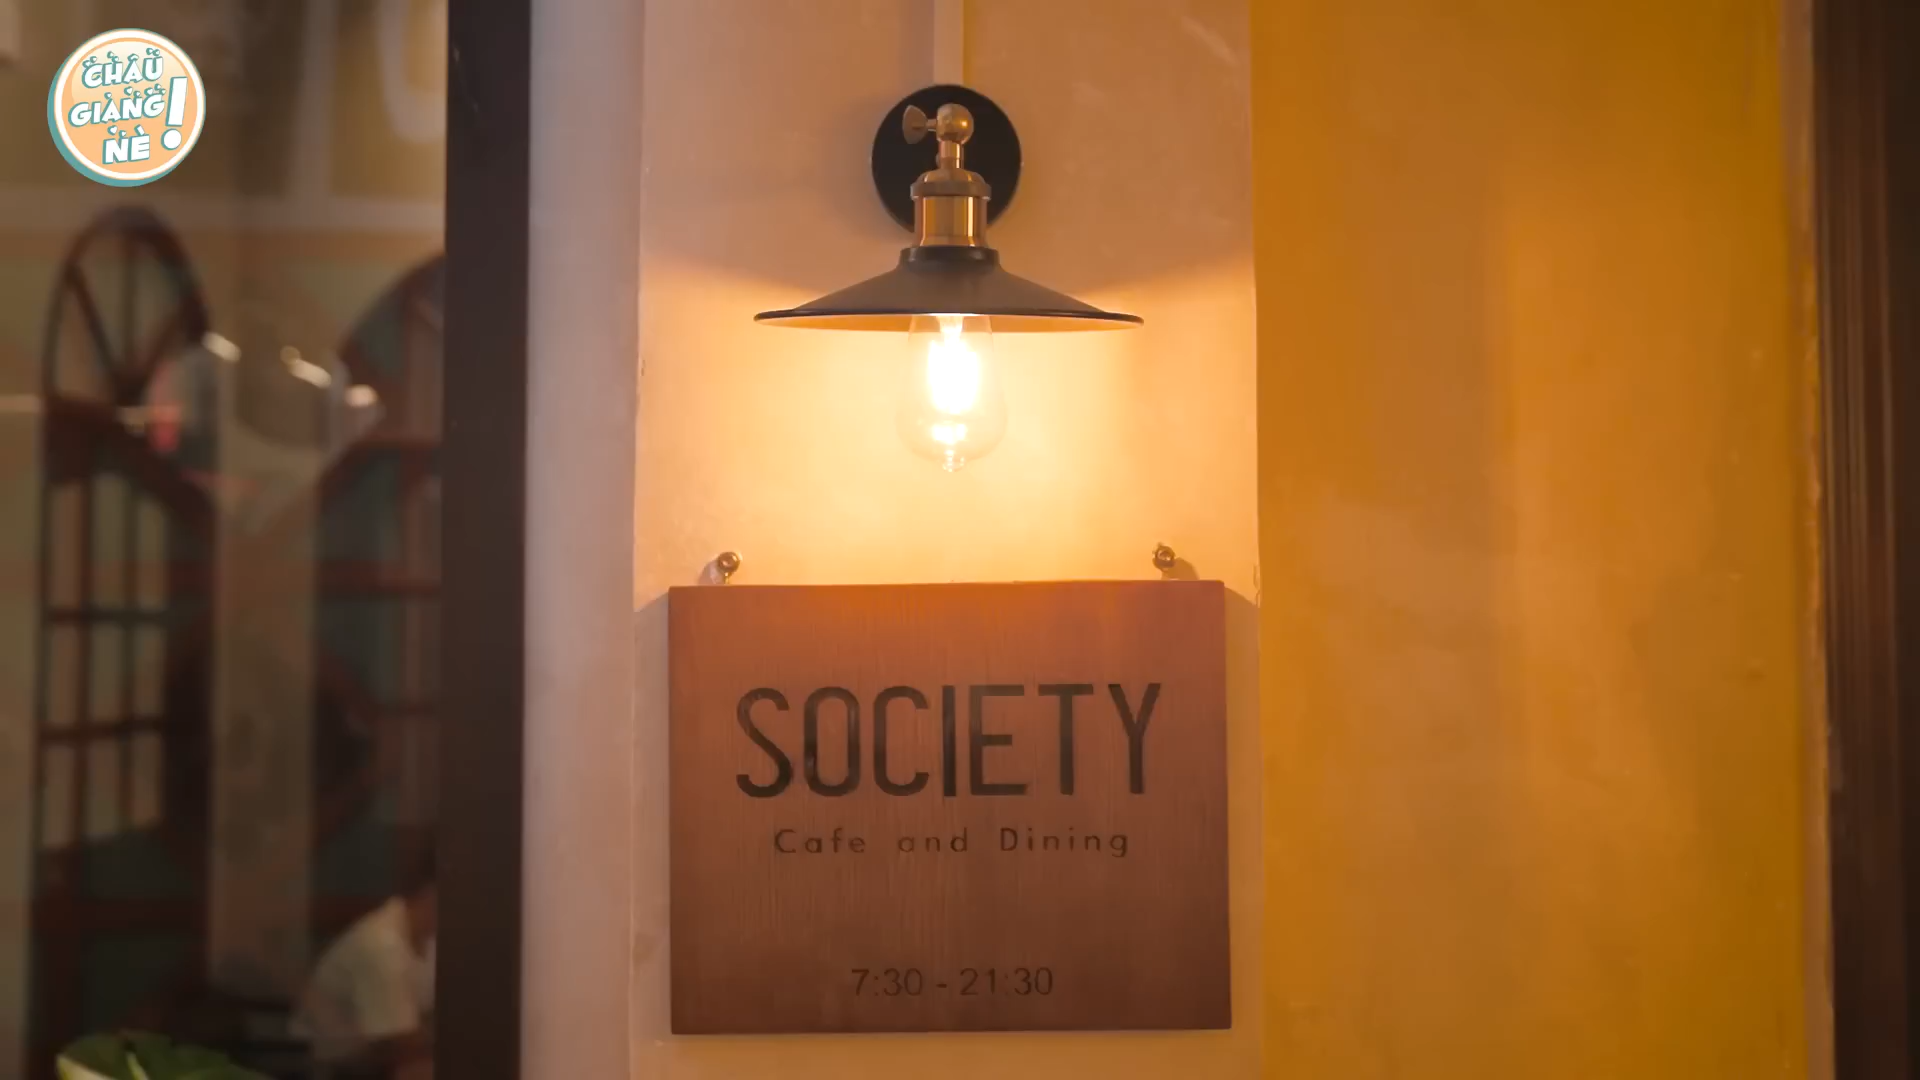 CHÂU
GIANG
NÈ!
SOCIETY
Cafe and Dining
7:30 - 21:30